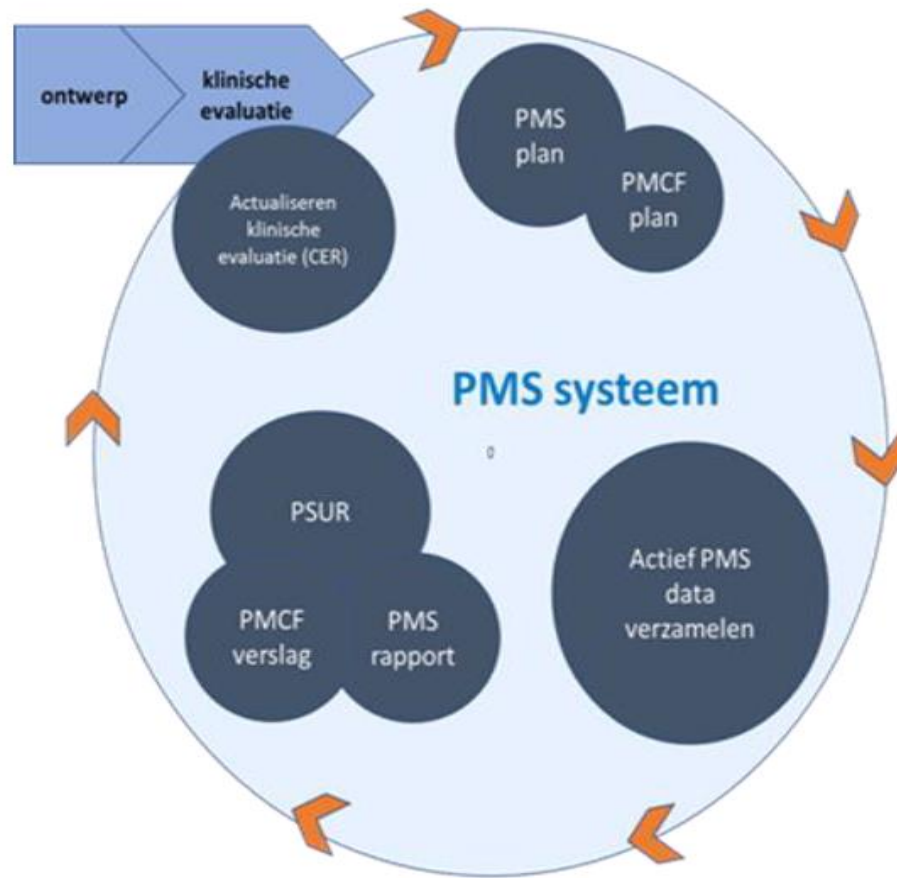 ontwerp
klinische
evaluatie
PMS
plan
PMCF
plan
Actualiseren
klinische
evaluatie (CER)
PMS systeem
0
PSUR
Actief PMS
data
verzamelen
PMCF
verslag
PMS
rapport